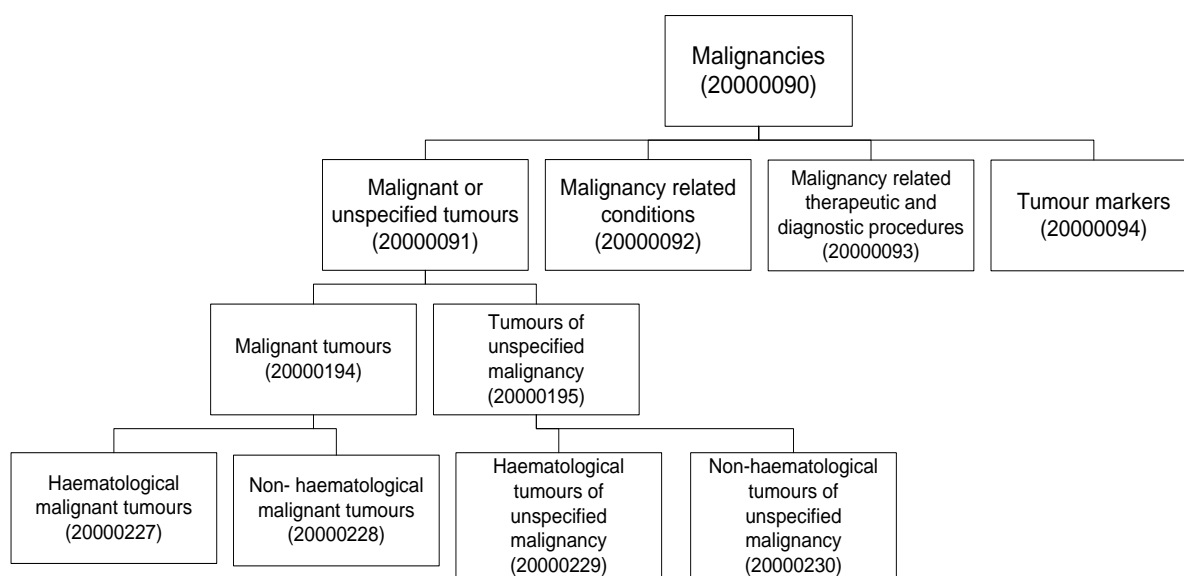 Malignancies
(20000090)
Malignant or
unspecified tumours
(20000091)
Malignancy related
conditions
(20000092)
Malignancy related
therapeutic and
diagnostic procedures
(20000093)
Tumour markers
(20000094)
Malignant tumours
(20000194)
Tumours of
unspecified
malignancy
(20000195)
Haematological
malignant tumours
(20000227)
Non- haematological
malignant tumours
(20000228)
Haematological
tumours of
unspecified
malignancy
(20000229)
Non-haematological
tumours of
unspecified
malignancy
(20000230)